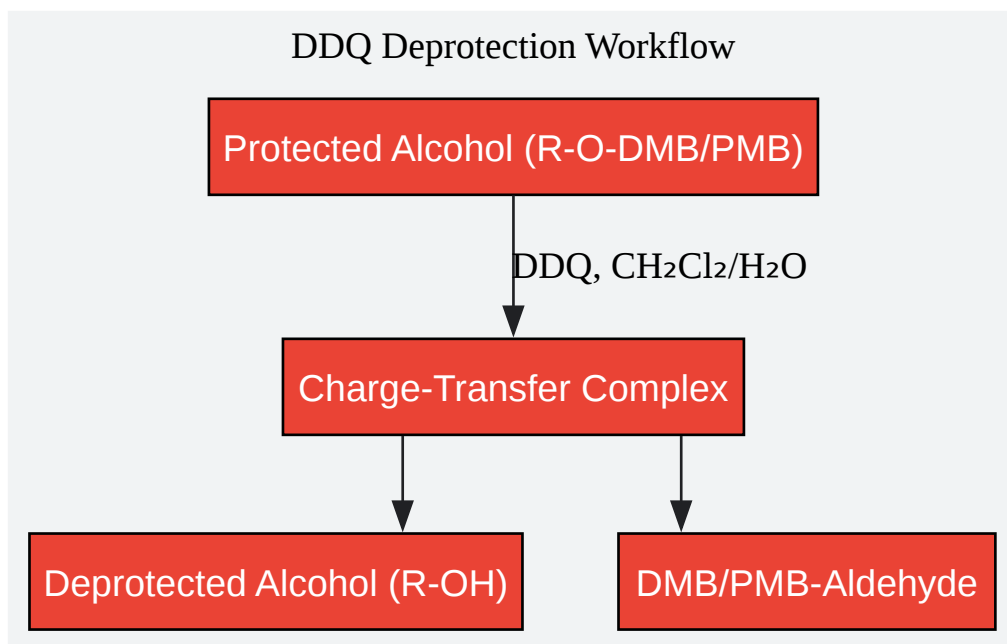 DDQ Deprotection Workflow
Protected Alcohol (R-O-DMB/PMB)
DDQ, CH₂Cl₂/H₂O
Charge-Transfer Complex
Deprotected Alcohol (R-OH)
DMB/PMB-Aldehyde